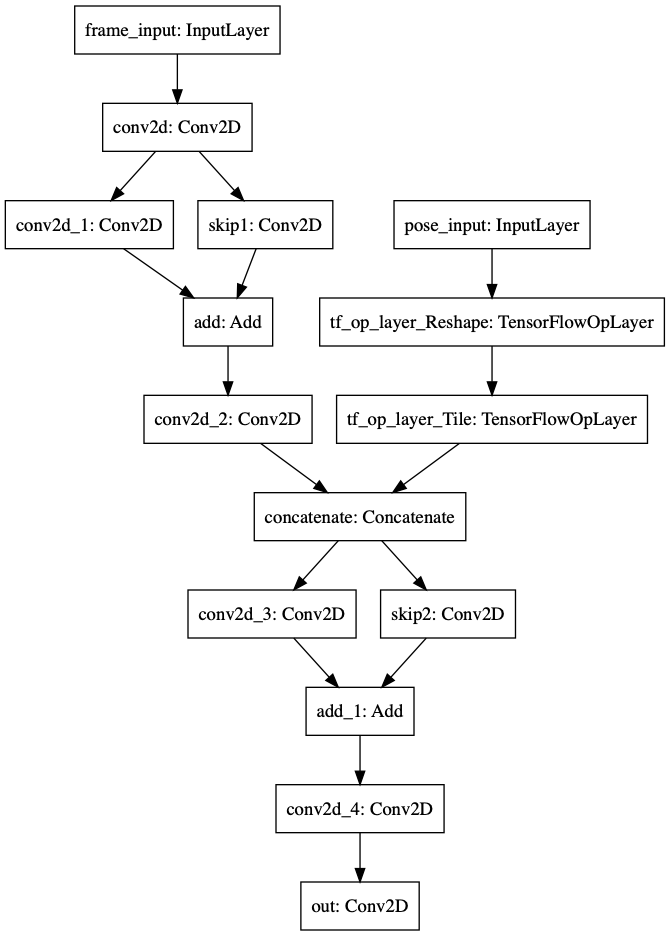 frame_input: InputLayer
conv2d: Conv2D
conv2d_1: Conv2D
skip1: Conv2D
pose_input: InputLayer
add: Add
tf_op_layer_Reshape: TensorFlowOpLayer
conv2d_2: Conv2D
tf_op_layer_Tile: TensorFlowOpLayer
concatenate: Concatenate
conv2d_3: Conv2D
skip2: Conv2D
add_1: Add
conv2d_4: Conv2D
out: Conv2D